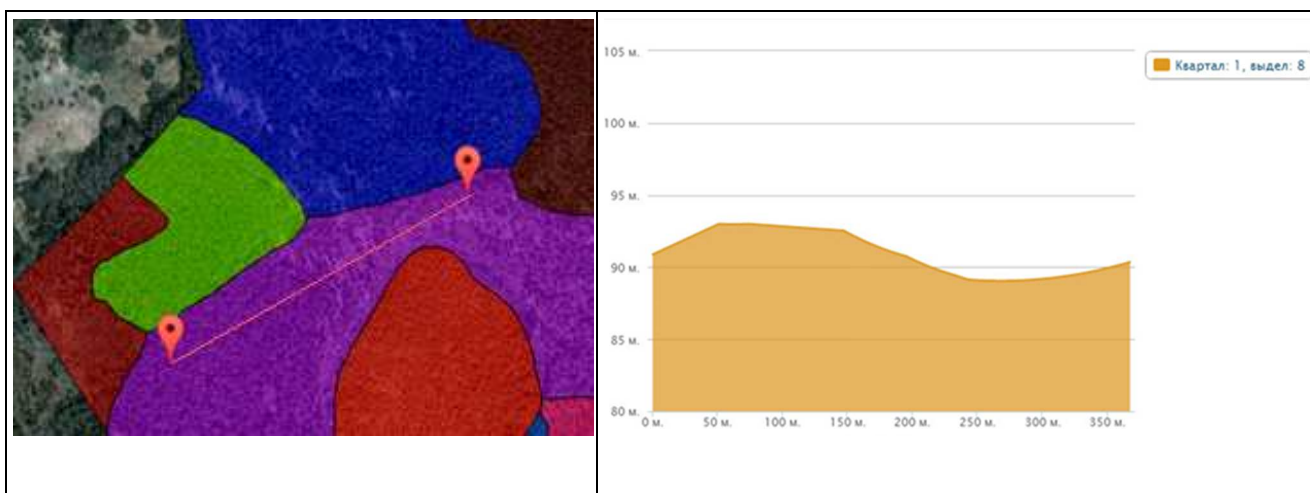 105 м.
Квартал: 1, выдел: 8
100 м.
95 м.
90 м.
85 м.
80 м.
0 м. 50 м. 100 м. 150 м. 200 м. 250 м. 300 м. 350 м.